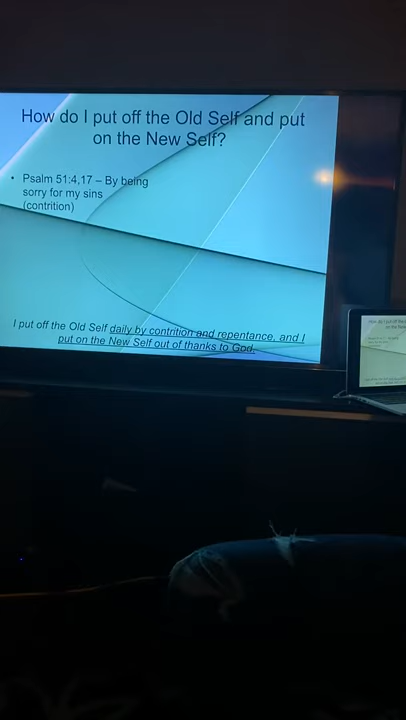 How do I put off the Old Self and put
on the New Self?
• Psalm 51:4,17 – By being
sorry for my sins
(contrition)
I put off the Old Self daily by contrition and repentance, and I
put on the New Self out of thanks to God.